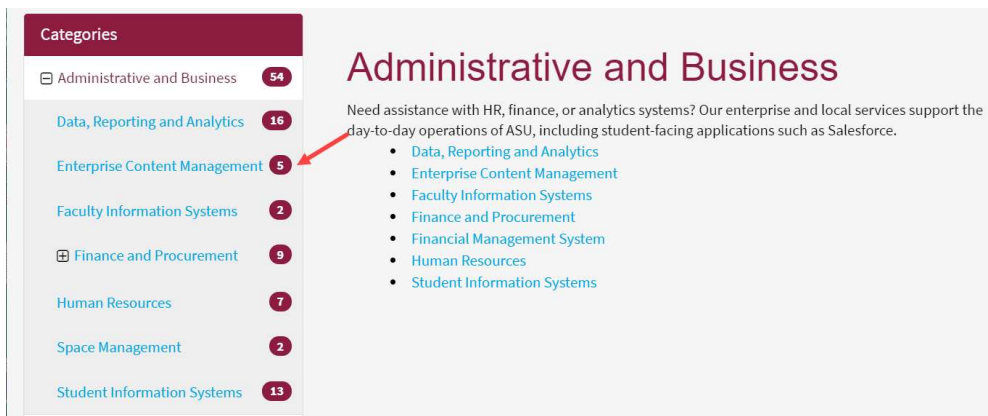 Categories
Administrative and Business 54
Data, Reporting and Analytics 16
Enterprise Content Management 5
Faculty Information Systems 2
Finance and Procurement 9
Human Resources 7
Space Management 2
Student Information Systems 13
Administrative and Business
Need assistance with HR, finance, or analytics systems? Our enterprise and local services support the
day-to-day operations of ASU, including student-facing applications such as Salesforce.
• Data, Reporting and Analytics
• Enterprise Content Management
• Faculty Information Systems
• Finance and Procurement
• Financial Management System
• Human Resources
• Student Information Systems